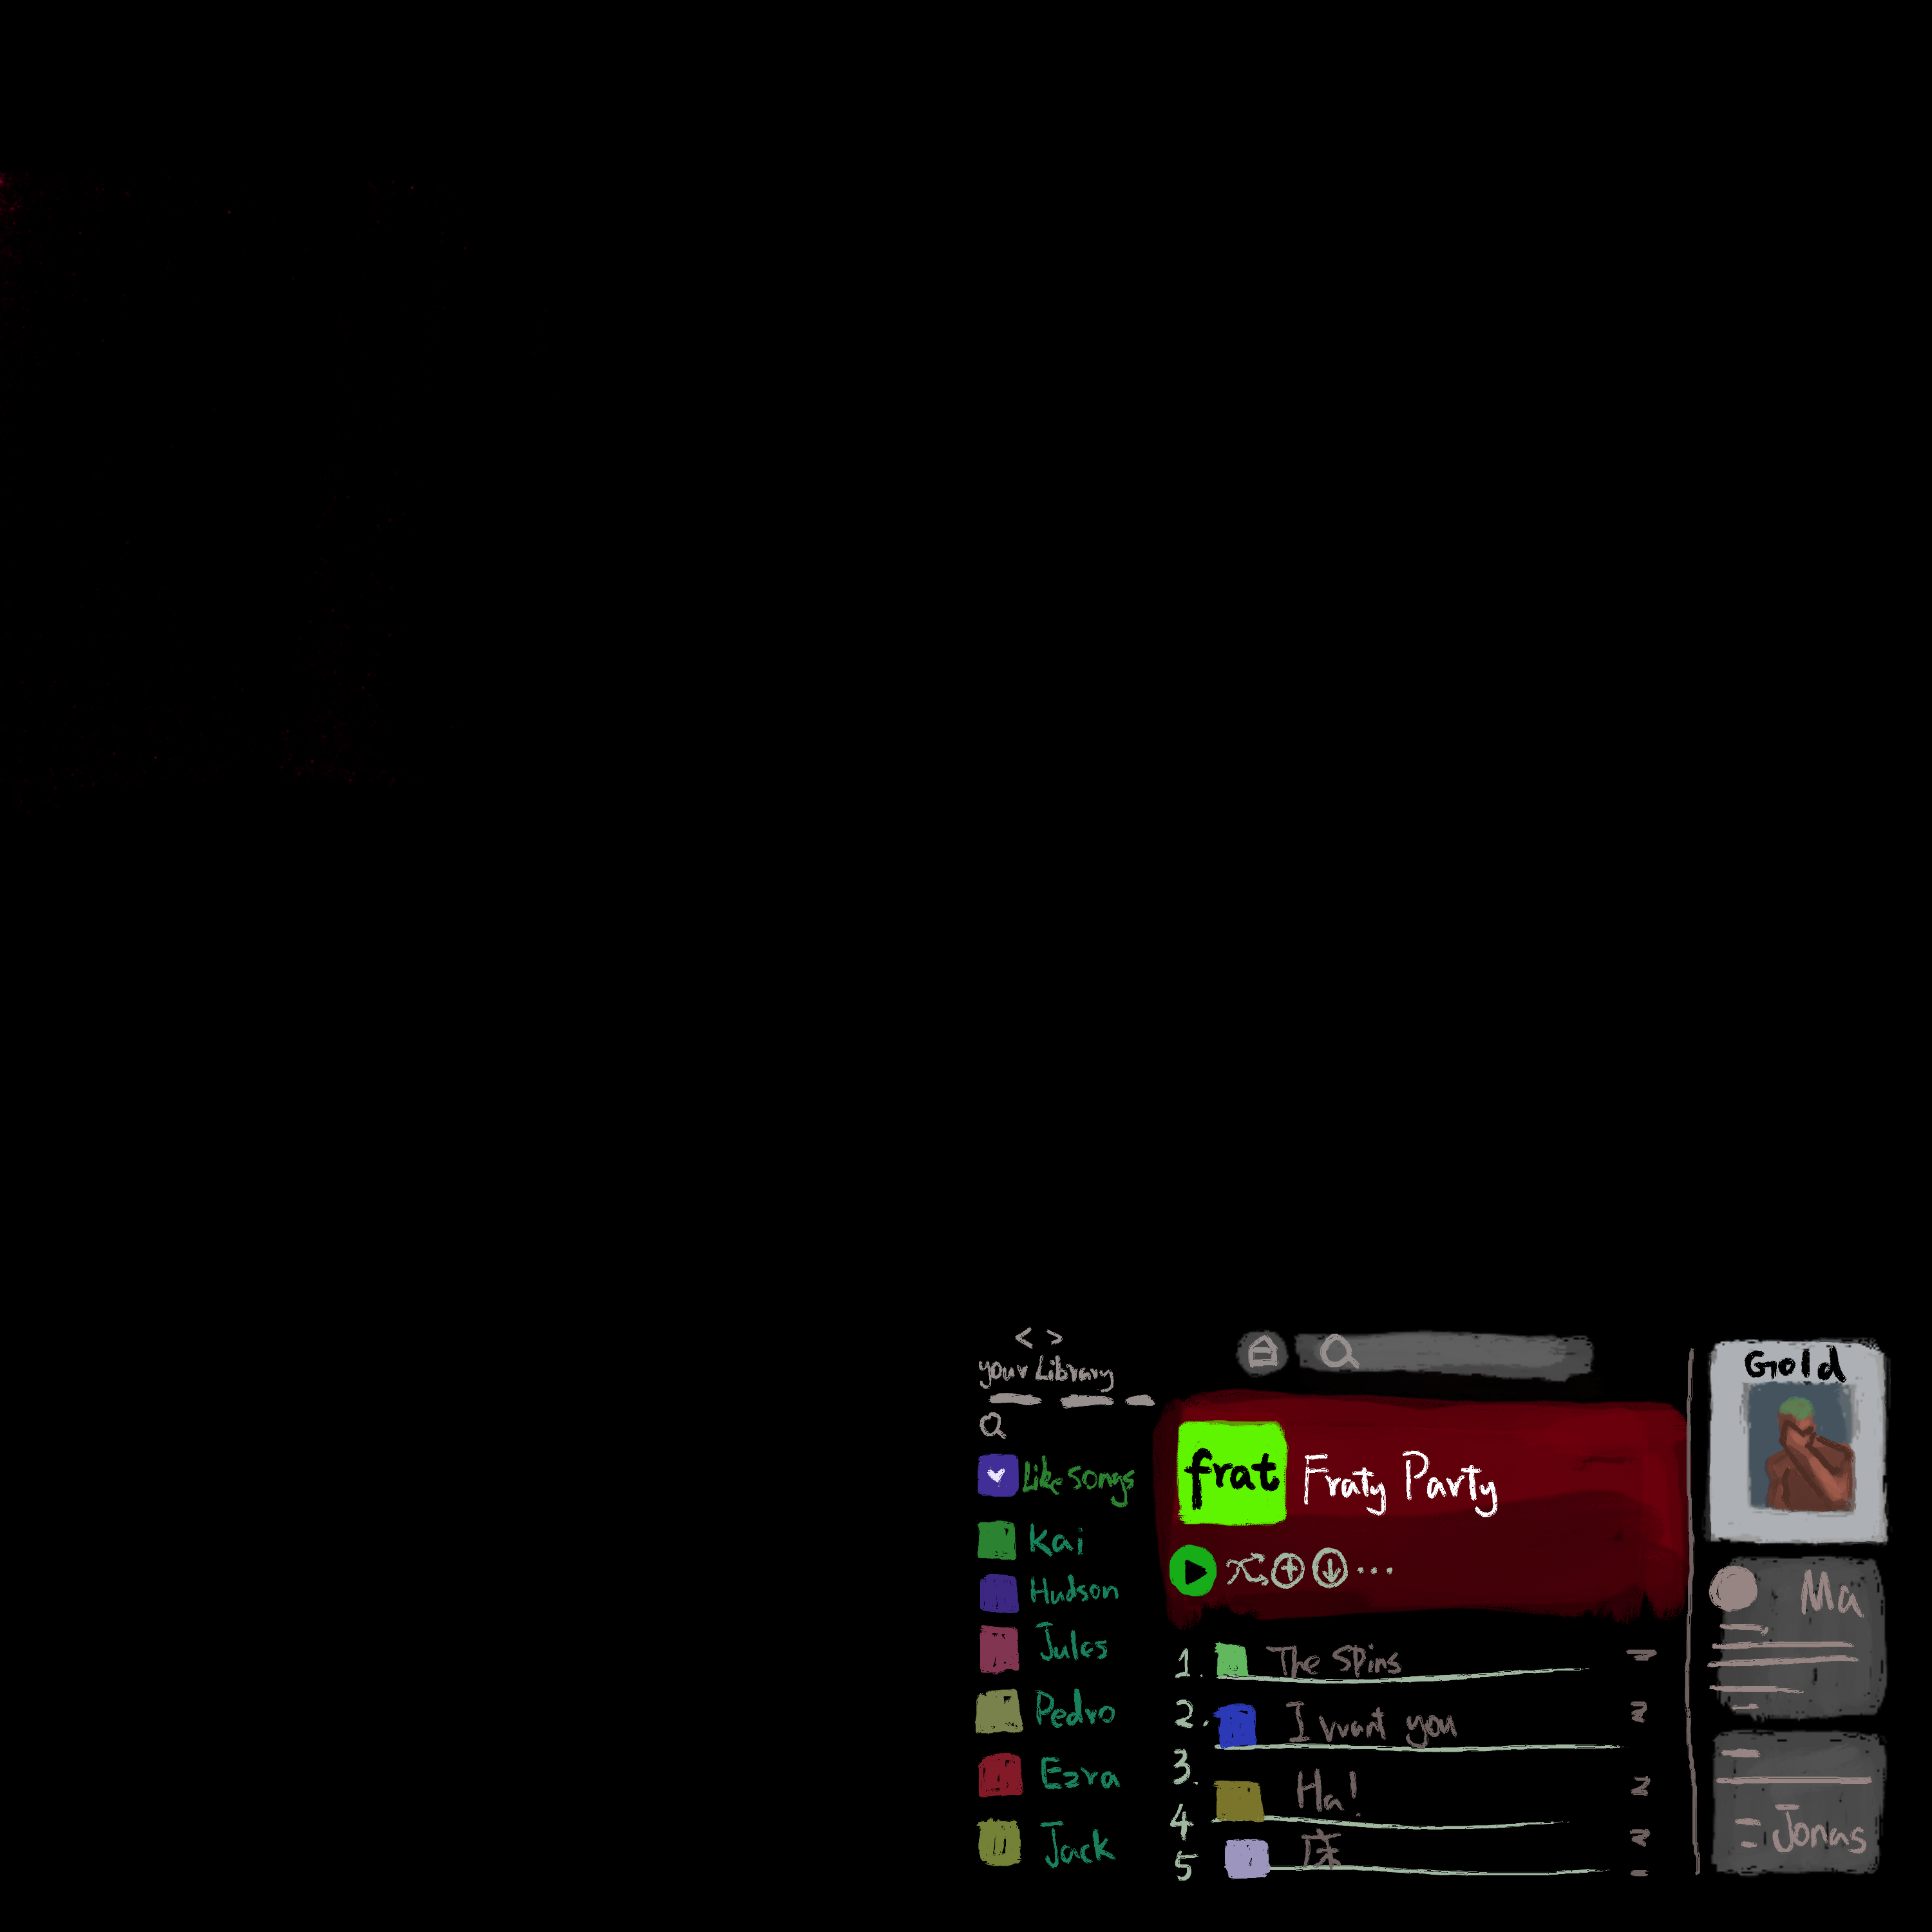 < >
your Library
Like songs
Kai
Hudson
Jules
Pedro
Ezra
Jack
frat
Fraty Party
1. The Spins
2. I want you
3. Ha!
4 床
5
Gold
Ma
Jonas